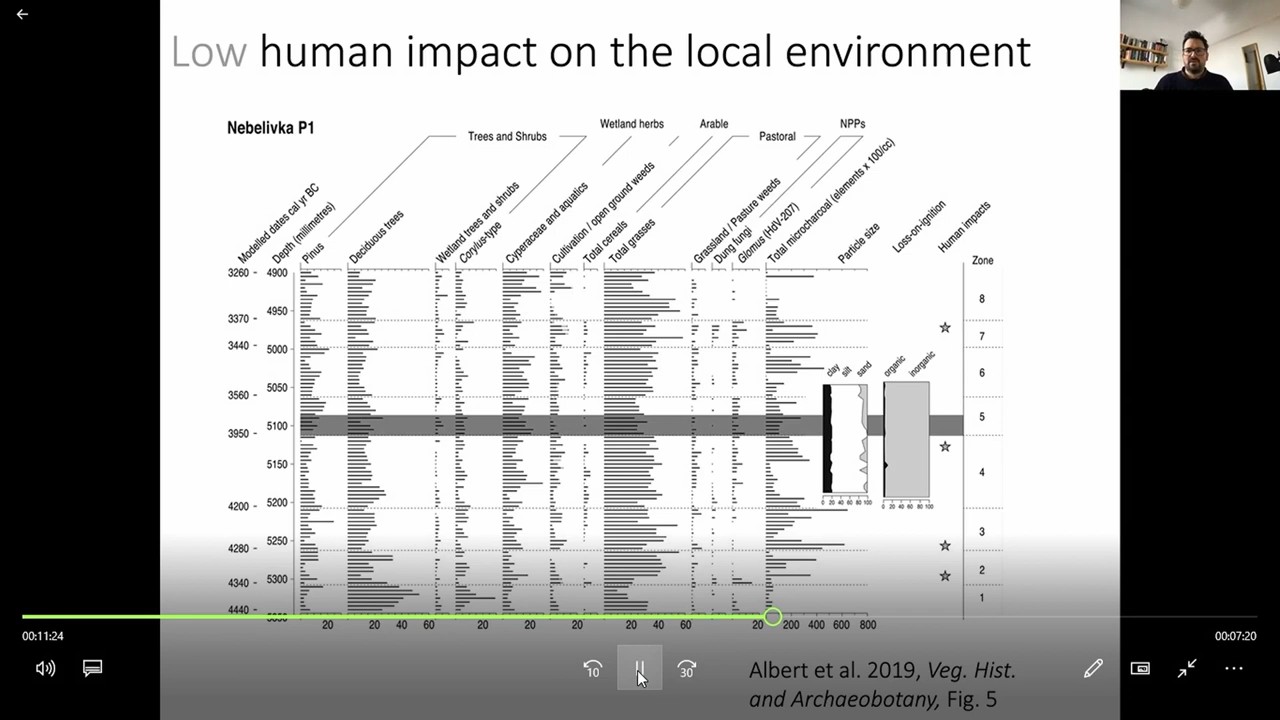 Low human impact on the local environment
Nebelivka P1
Trees and Shrubs
Wetland herbs
Arable
Pastoral
NPPs
Modelled dates cal yr BC
Depth (millimetres)
Pinus
Deciduous trees
Wetland trees and shrubs
Corylus-type
Cyperaceae and aquatics
Cultivation / open ground weeds
Total cereals
Total grasses
Grassland / Pasture weeds
Dung fungi
Glomus (HdV-207)
Total microcharcoal (elements x 100/cc)
Particle size
Loss-on-ignition
Human impacts
Zone
3260 4900
8
4950
3370
7
3440 5000
6
5050
3560
5
5100
3950
clay silt sand
organic inorganic
5150
4
4200 5200
0 20 40 60 80 100
0 20 40 60 80 100
3
5250
4280
2
5300
4340
1
4440
20 20 40 60 20 20 20 20 40 60 20 200 400 600 800
00:11:24
00:07:20
10
30
Albert et al. 2019, Veg. Hist.
and Archaeobotany, Fig. 5